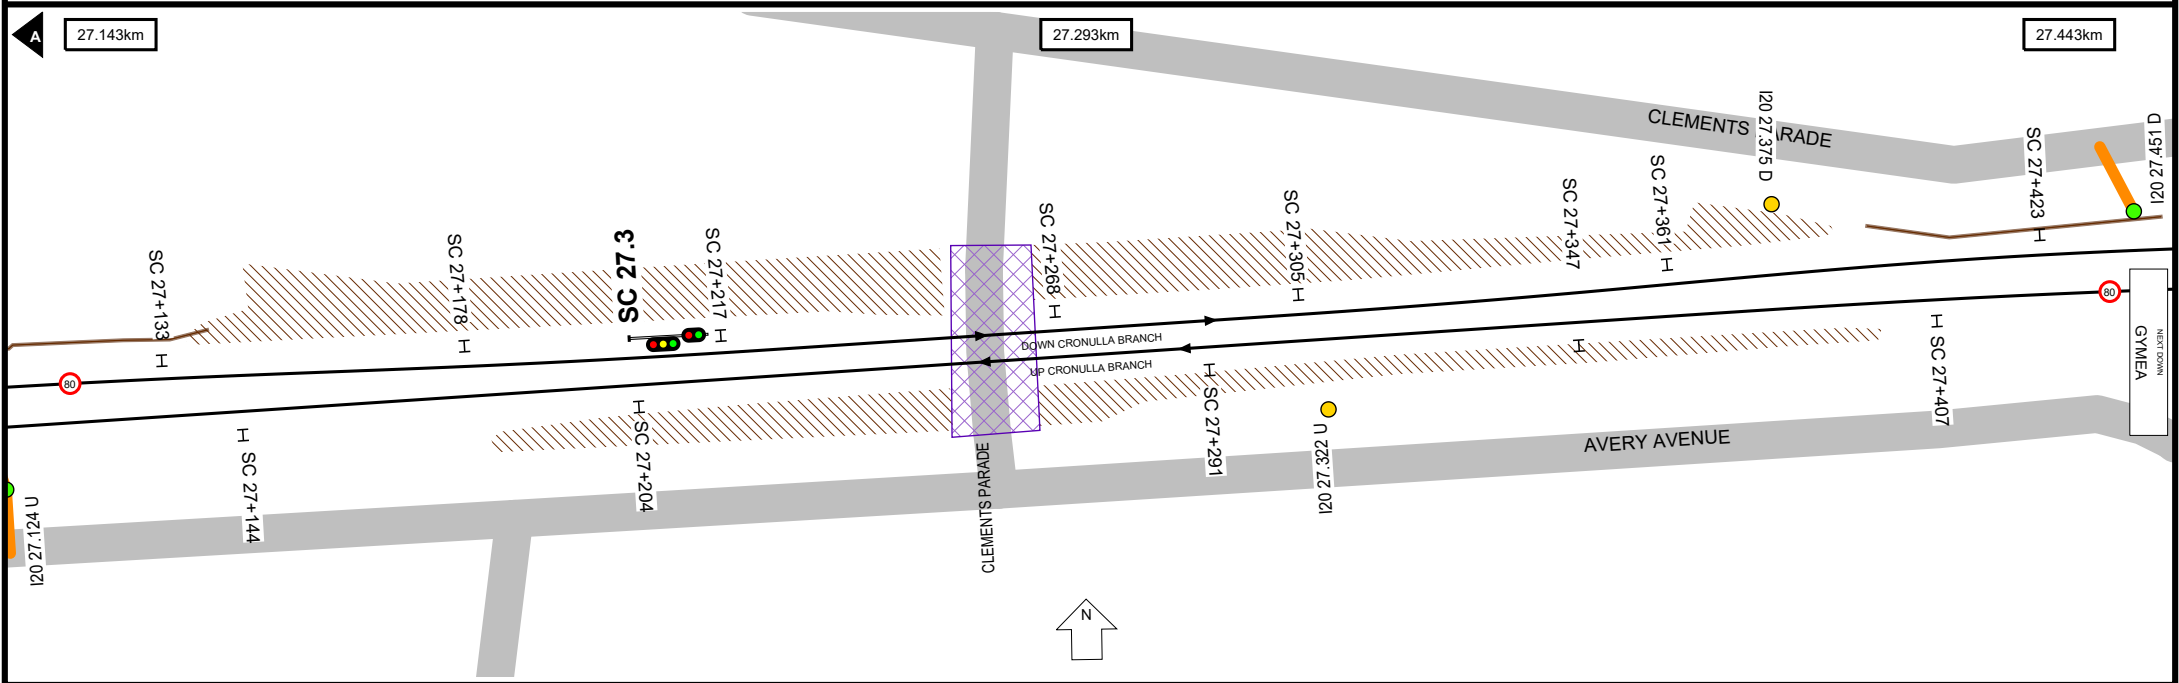 A
27.143km
27.293km
27.443km
CLEMENTS PARADE
I20 27.375 D
SC 27+423
I20 27.451 D
SC 27+133
SC 27+178
SC 27.3
SC 27+217
SC 27+268
SC 27+305
SC 27+347
SC 27+361
DOWN CRONULLA BRANCH
UP CRONULLA BRANCH
80
80
NEXT DOWN
GYMEA
I20 27.124 U
SC 27+144
SC 27+204
CLEMENTS PARADE
SC 27+291
I20 27.322 U
AVERY AVENUE
SC 27+407
N